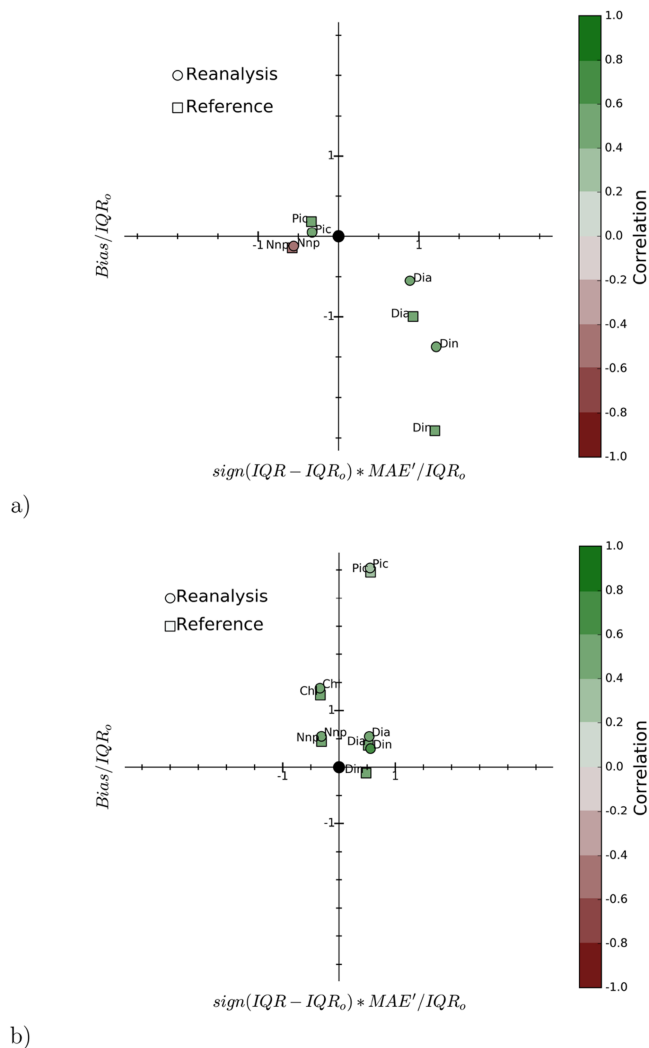 Reanalysis
Reference
1
-1
1
-1
Pic
Pic
Nnp
Nnp
Dia
Dia
Din
Din
Bias/IQR_o
sign(IQR − IQR_o) ∗ MAE′/IQR_o
1.0
0.8
0.6
0.4
0.2
0.0
-0.2
-0.4
-0.6
-0.8
-1.0
Correlation
a)
Reanalysis
Reference
Pic
Pic
Ch
Ch
1
Nnp
Nnp
Dia
Dia
Din
Din
-1
1
-1
Bias/IQR_o
sign(IQR − IQR_o) ∗ MAE′/IQR_o
1.0
0.8
0.6
0.4
0.2
0.0
-0.2
-0.4
-0.6
-0.8
-1.0
Correlation
b)